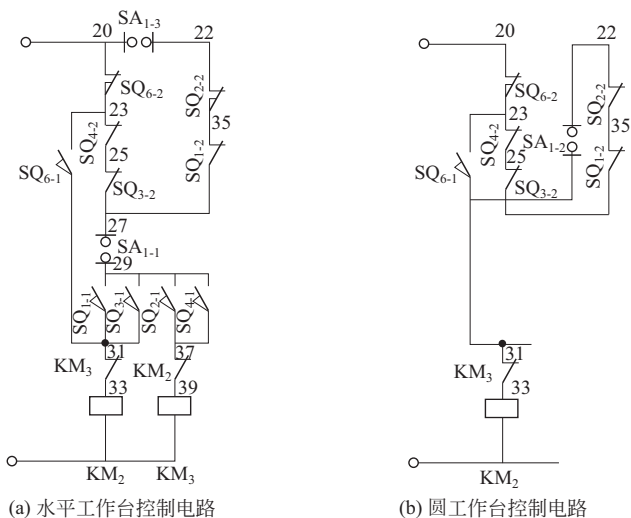 SA1-3
20
22
SQ6-2
SQ2-2
23
SQ4-2
35
25
SQ1-2
SQ6-1
SQ3-2
27
SA1-1
29
SQ1-1
SQ3-1
SQ2-1
SQ4-1
31
37
KM3
KM2
33
39
KM2
KM3
(a) 水平工作台控制电路
20
22
SQ6-2
SQ2-2
23
SQ4-2
35
SA1-2
25
SQ1-2
SQ6-1
SQ3-2
31
KM3
33
KM2
(b) 圆工作台控制电路